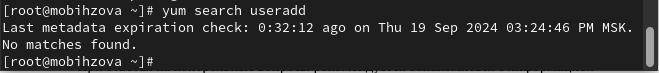 [root@mobihzova ~]# yum search useradd
Last metadata expiration check: 0:32:12 ago on Thu 19 Sep 2024 03:24:46 PM MSK.
No matches found.
[root@mobihzova ~]#